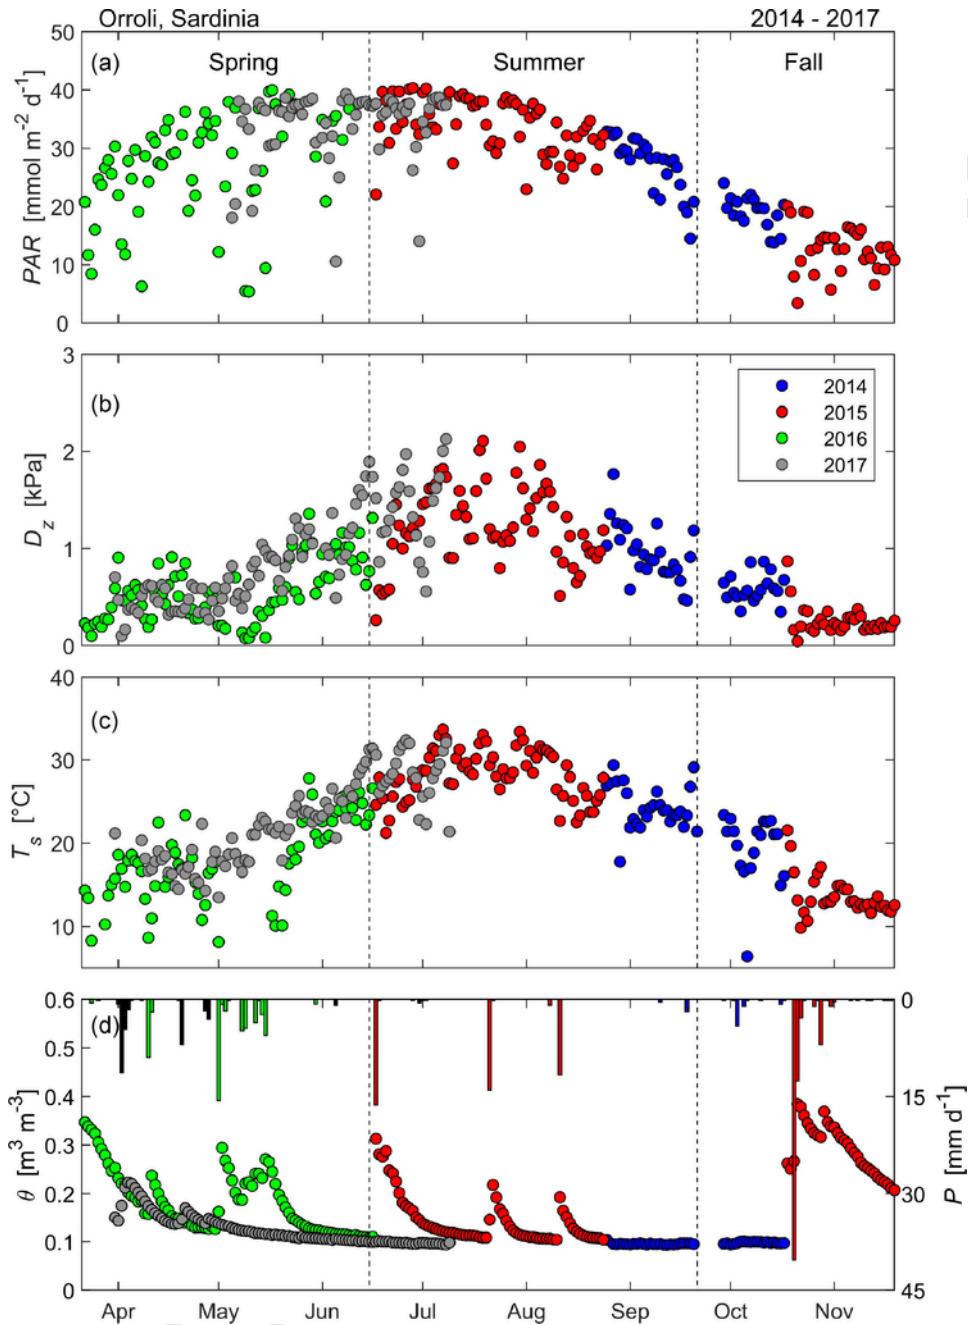 Orroli, Sardinia 2014 - 2017
(a) Spring Summer Fall
PAR [mmol m⁻² d⁻¹]
50
40
30
20
10
0
(b)
D_z [kPa]
3
2
1
0
2014
2015
2016
2017
(c)
T_s [°C]
40
30
20
10
(d)
θ [m³ m⁻³]
0.6
0.5
0.4
0.3
0.2
0.1
0
0
15
30
45
P [mm d⁻¹]
Apr May Jun Jul Aug Sep Oct Nov